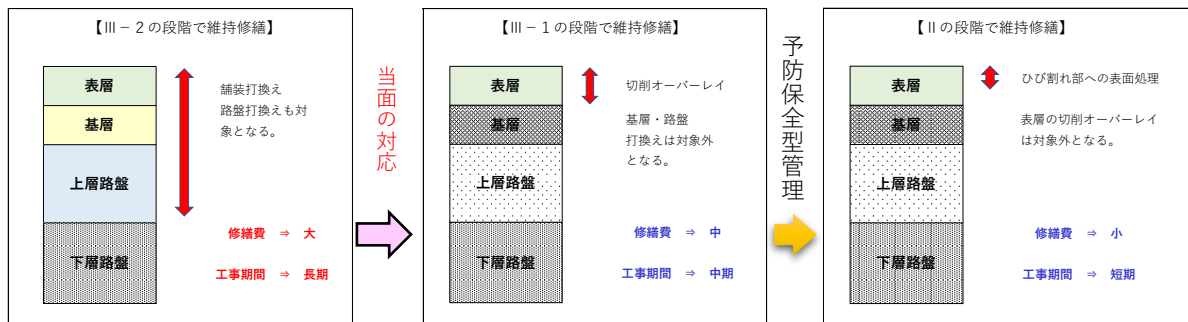 【Ⅲ－２の段階で維持修繕】
表層
基層
上層路盤
下層路盤
舗装打換え
路盤打換えも対
象となる。
修繕費 ⇒ 大
工事期間 ⇒ 長期
当面の対応
【Ⅲ－１の段階で維持修繕】
表層
基層
上層路盤
下層路盤
切削オーバーレイ
基層・路盤
打換えは対象外
となる。
修繕費 ⇒ 中
工事期間 ⇒ 中期
予防保全型管理
【Ⅱの段階で維持修繕】
表層
基層
上層路盤
下層路盤
ひび割れ部への表面処理
表層の切削オーバーレイ
は対象外となる。
修繕費 ⇒ 小
工事期間 ⇒ 短期